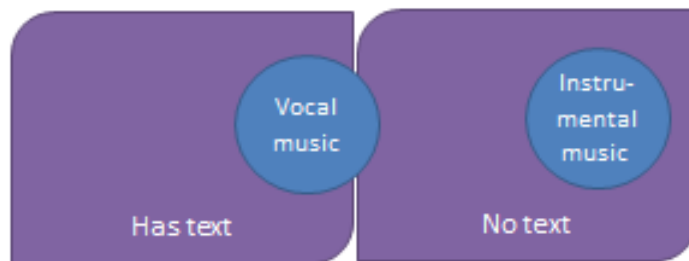 Vocal
music
Has text
Instru-
mental
music
No text